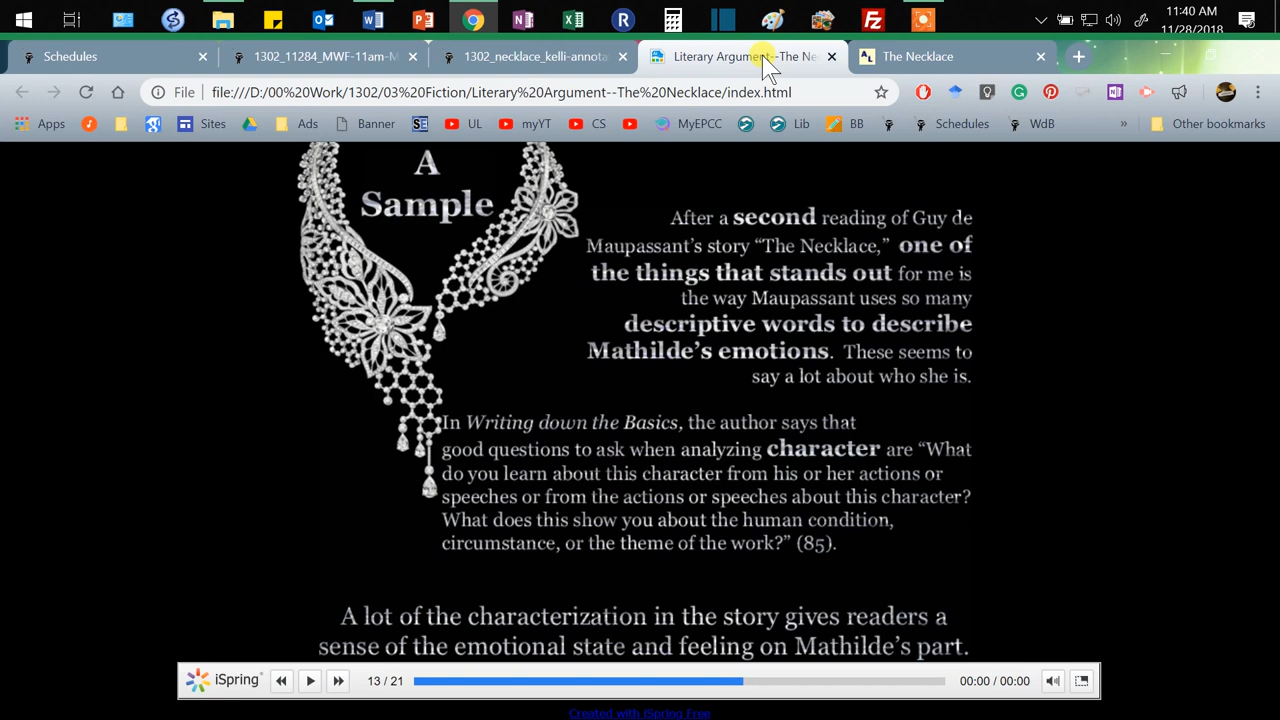 11:40 AM
11/28/2018
Schedules
1302_11284_MWF-11am-M
1302_necklace_kelli-annota
Literary Argument--The Ne
The Necklace
File
file:///D:/00%20Work/1302/03%20Fiction/Literary%20Argument--The%20Necklace/index.html
Apps
Sites
Ads
Banner
UL
myYT
CS
MyEPCC
Lib
BB
Schedules
WdB
»
Other bookmarks
A
Sample
After a second reading of Guy de
Maupassant's story “The Necklace,” one of
the things that stands out for me is
the way Maupassant uses so many
descriptive words to describe
Mathilde's emotions. These seems to
say a lot about who she is.
In Writing down the Basics, the author says that
good questions to ask when analyzing character are “What
do you learn about this character from his or her actions or
speeches or from the actions or speeches about this character?
What does this show you about the human condition,
circumstance, or the theme of the work?” (85).
A lot of the characterization in the story gives readers a
sense of the emotional state and feeling on Mathilde's part.
iSpring
13 / 21
00:00 / 00:00
Created with iSpring Free